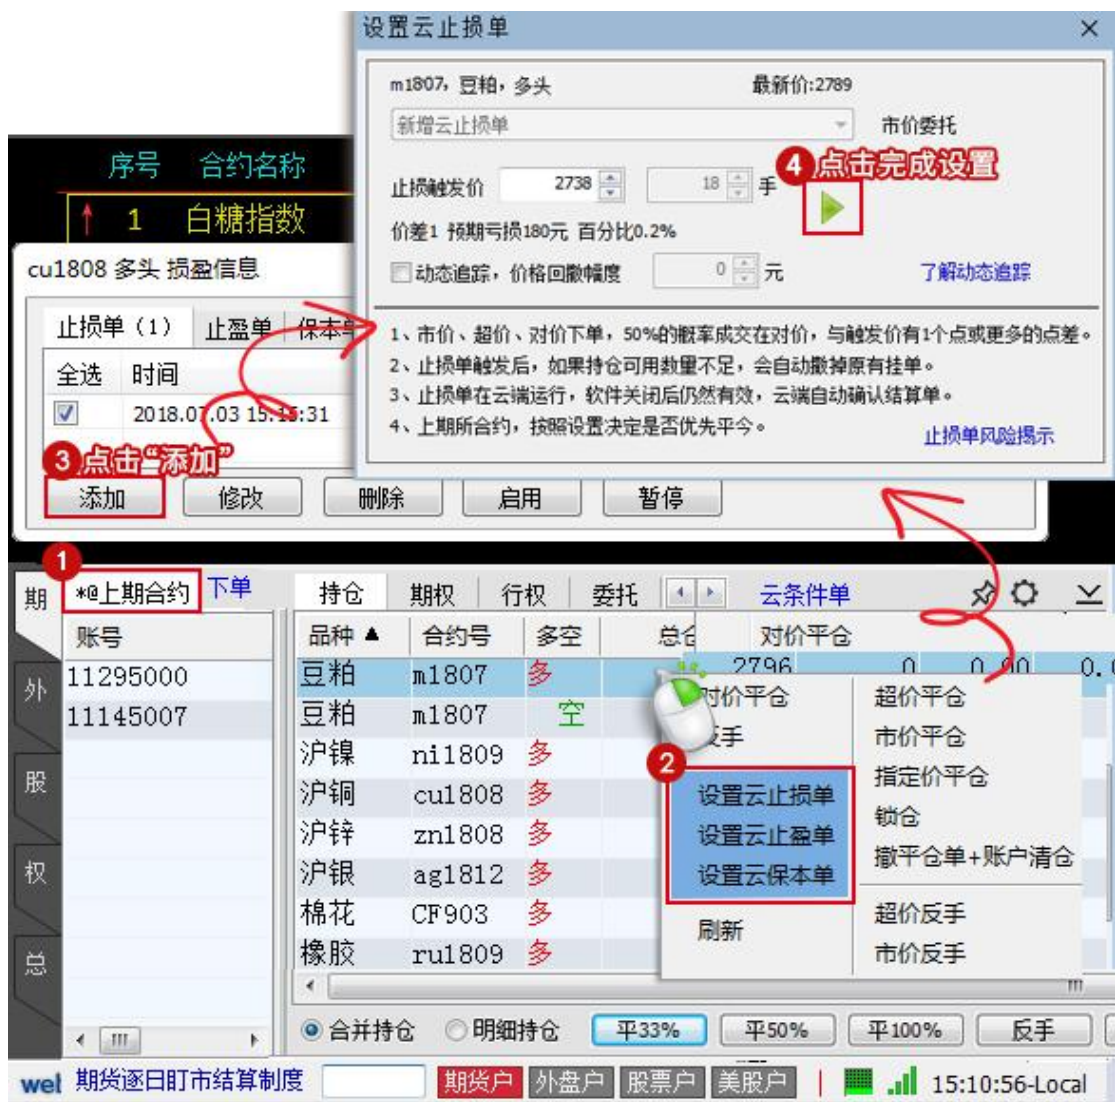 设置云止损单
m1807，豆粕，多头 最新价:2789
新增云止损单 市价委托
止损触发价 2738 18 手
4 点击完成设置
价差1 预期亏损180元 百分比0.2%
动态追踪，价格回撤幅度 0 元 了解动态追踪
1、市价、超价、对价下单，50%的概率成交在对价，与触发价有1个点或更多的点差。
2、止损单触发后，如果持仓可用数量不足，会自动撤掉原有挂单。
3、止损单在云端运行，软件关闭后仍然有效，云端自动确认结算单。
4、上期所合约，按照设置决定是否优先平今。
止损单风险揭示
序号 合约名称
1 白糖指数
cu1808 多头 损盈信息
止损单（1） 止盈单 保本单
全选 时间
2018.07.03 15:15:31
3 点击“添加”
添加 修改 删除 启用 暂停
1
期 *@上期合约 下单 持仓 期权 行权 委托 云条件单
外
股
权
总
账号
11295000
11145007
品种 合约号 多空 总仓 对价平仓
豆粕 m1807 多 2796 0 0.00 0.0
豆粕 m1807 空
沪镍 ni1809 多
沪铜 cu1808 多
沪锌 zn1808 多
沪银 ag1812 多
棉花 CF903 多
橡胶 ru1809 多
2
对价平仓
反手
设置云止损单
设置云止盈单
设置云保本单
刷新
超价平仓
市价平仓
指定价平仓
锁仓
撤平仓单+账户清仓
超价反手
市价反手
合并持仓 明细持仓 平33% 平50% 平100% 反手
wel 期货逐日盯市结算制度 期货户 外盘户 股票户 美股户 15:10:56-Local